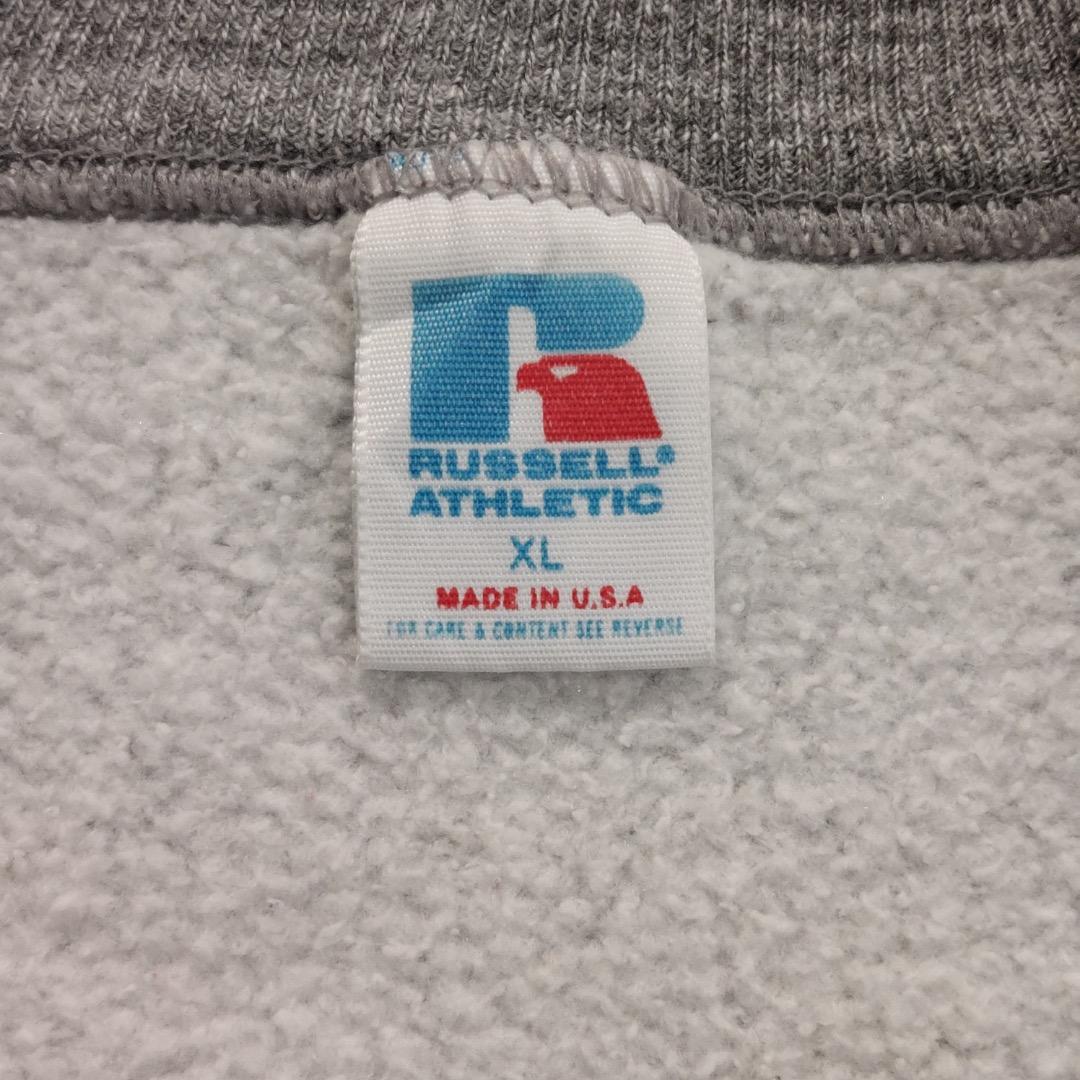 RUSSELL®
ATHLETIC
XL
MADE IN U.S.A
FOR CARE & CONTENT SEE REVERSE